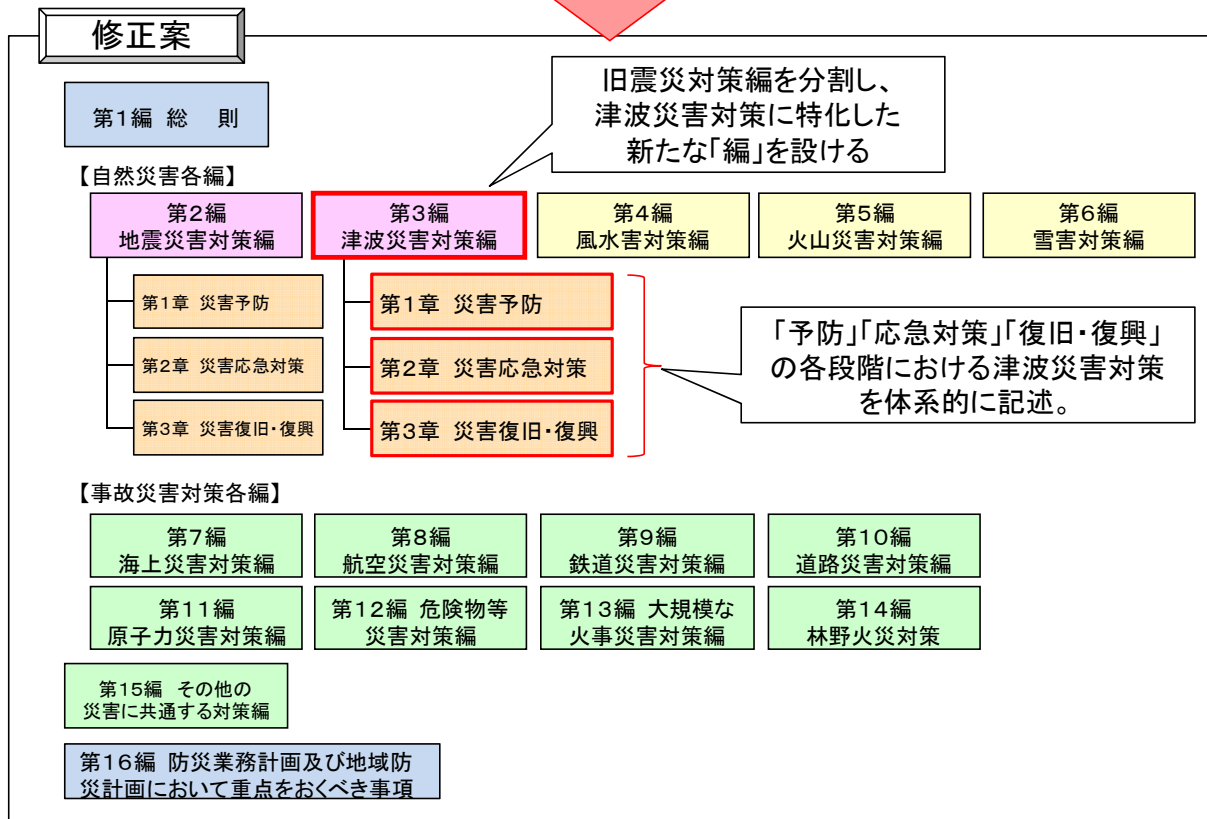 修正案
旧震災対策編を分割し、
津波災害対策に特化した
新たな｢編｣を設ける
第1編 総　則
【自然災害各編】
第2編
地震災害対策編
第3編
津波災害対策編
第4編
風水害対策編
第5編
火山災害対策編
第6編
雪害対策編
第1章 災害予防
第2章 災害応急対策
第3章 災害復旧・復興
第1章 災害予防
第2章 災害応急対策
第3章 災害復旧・復興
｢予防｣｢応急対策｣｢復旧・復興｣
の各段階における津波災害対策
を体系的に記述。
【事故災害対策各編】
第7編
海上災害対策編
第8編
航空災害対策編
第9編
鉄道災害対策編
第10編
道路災害対策編
第11編
原子力災害対策編
第12編 危険物等
災害対策編
第13編 大規模な
火事災害対策編
第14編
林野火災対策
第15編 その他の
災害に共通する対策編
第16編 防災業務計画及び地域防
災計画において重点をおくべき事項